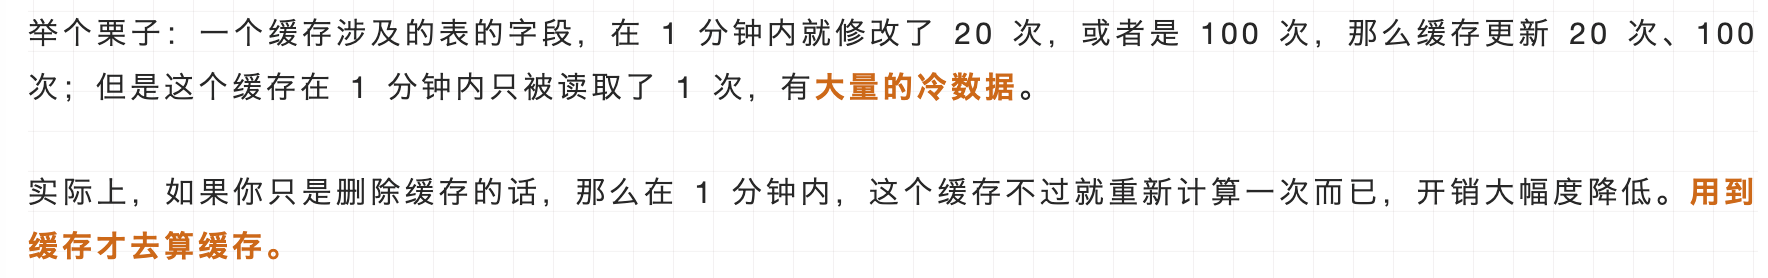 举个栗子：一个缓存涉及的表的字段，在 1 分钟内就修改了 20 次，或者是 100 次，那么缓存更新 20 次、100
次；但是这个缓存在 1 分钟内只被读取了 1 次，有大量的冷数据。
实际上，如果你只是删除缓存的话，那么在 1 分钟内，这个缓存不过就重新计算一次而已，开销大幅度降低。用到
缓存才去算缓存。